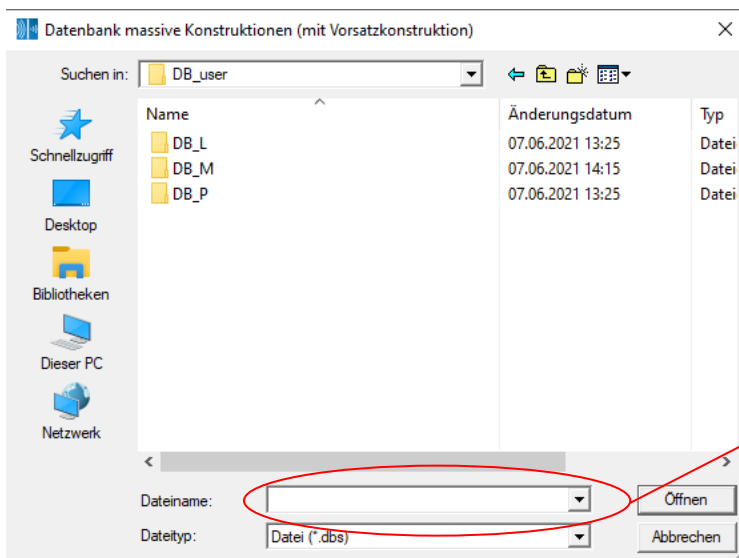 Datenbank massive Konstruktionen (mit Vorsatzkonstruktion)
Suchen in: DB_user
Name Änderungsdatum Typ
DB_L 07.06.2021 13:25 Datei
DB_M 07.06.2021 14:15 Datei
DB_P 07.06.2021 13:25 Datei
Schnellzugriff
Desktop
Bibliotheken
Dieser PC
Netzwerk
Dateiname: Öffnen
Dateityp: Datei (*.dbs) Abbrechen